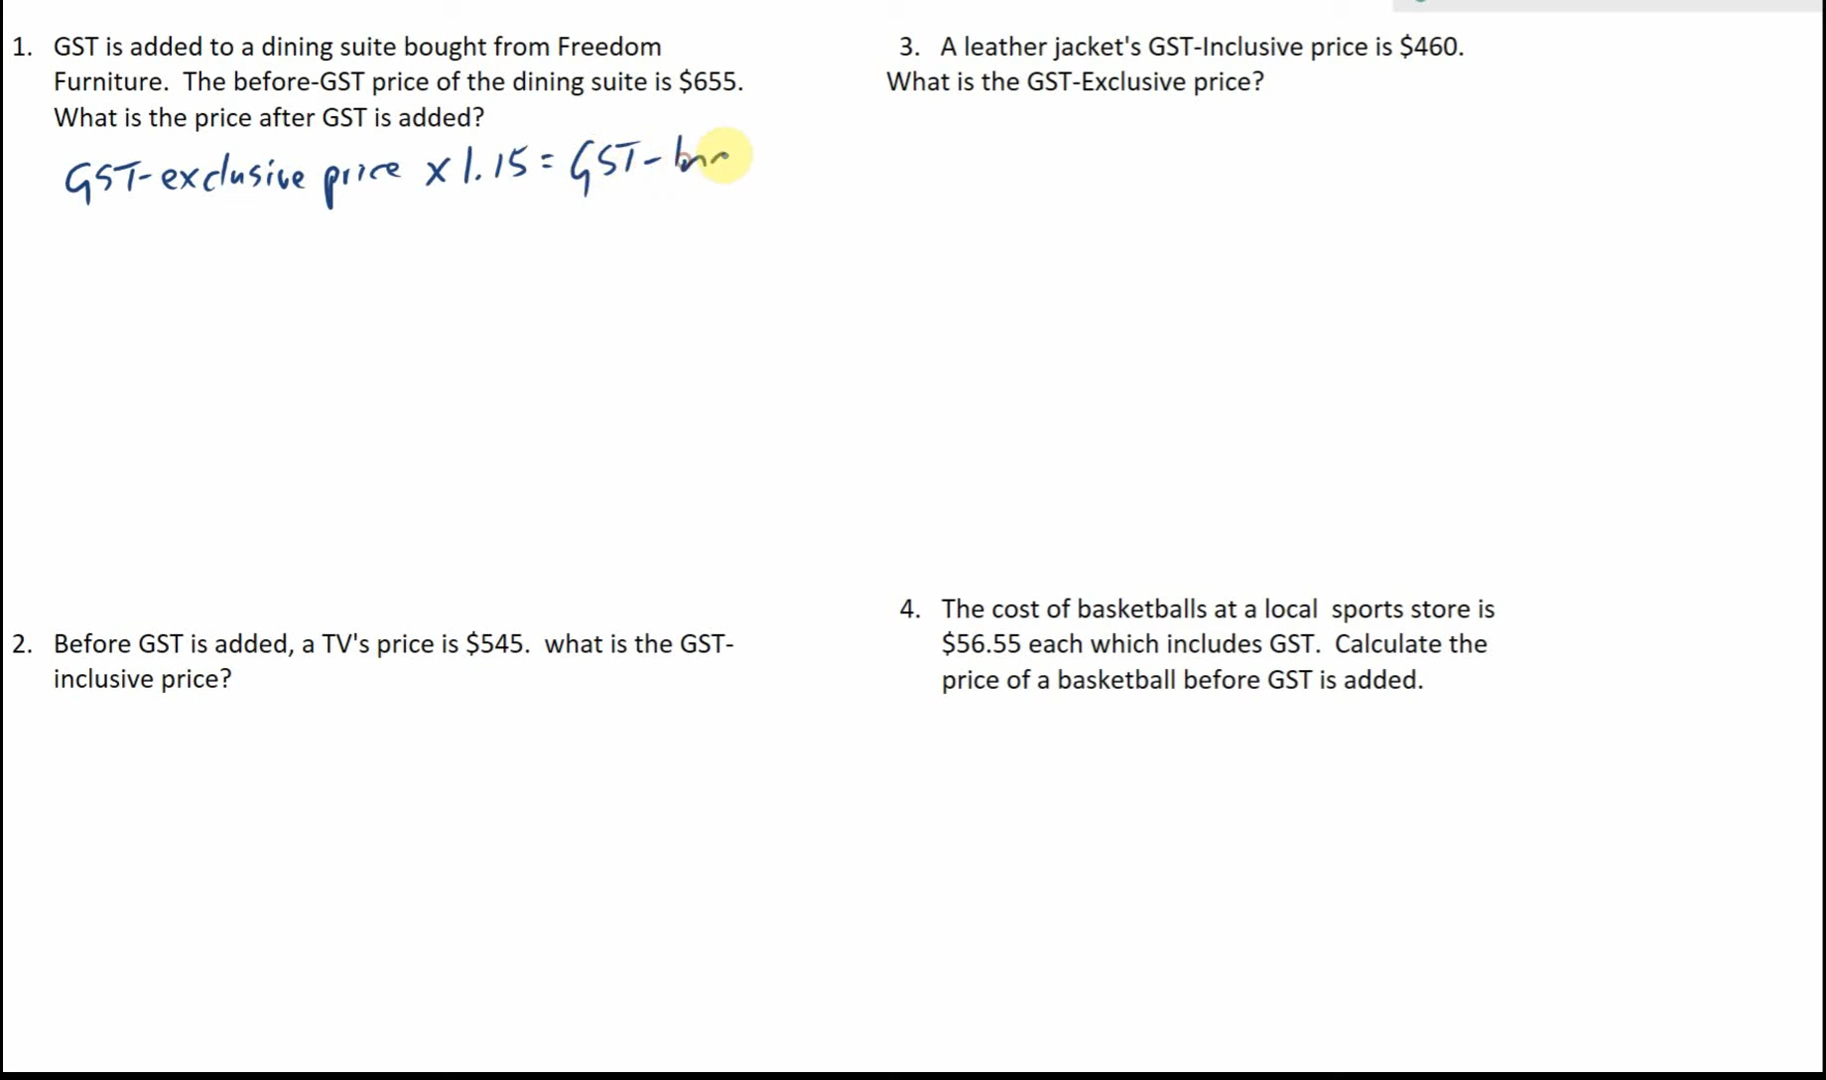 1. GST is added to a dining suite bought from Freedom
Furniture. The before-GST price of the dining suite is $655.
What is the price after GST is added?
GST-exclusive price x 1.15 = GST-
2. Before GST is added, a TV's price is $545. what is the GST-
inclusive price?
3. A leather jacket's GST-Inclusive price is $460.
What is the GST-Exclusive price?
4. The cost of basketballs at a local sports store is
$56.55 each which includes GST. Calculate the
price of a basketball before GST is added.